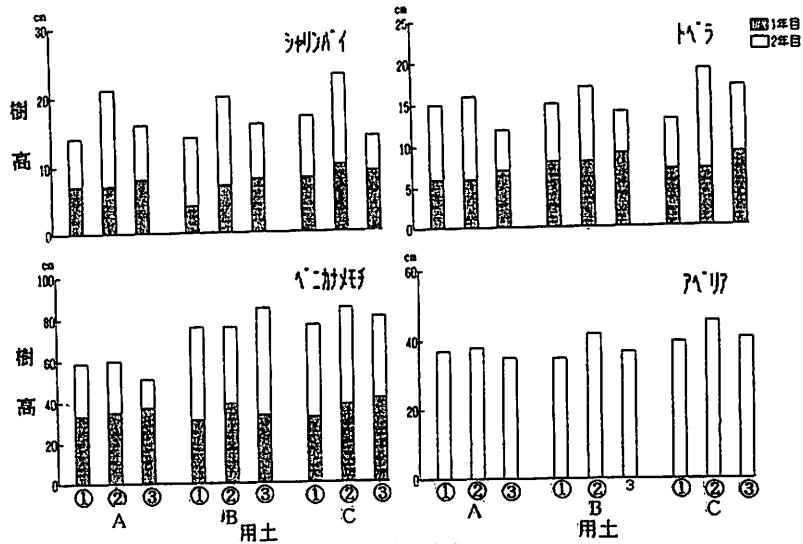 cm
シャリンバイ
30
20
10
0
樹高
cm
トベラ
25
20
15
10
5
0
1年目
2年目
cm
ベニカナメモチ
100
80
60
40
20
0
樹高
① ② ③ ① ② ③ ① ② ③
A B C
用土
cm
アベリア
60
40
20
0
① ② ③ ① ② 3 ① ② ③
A B C
用土